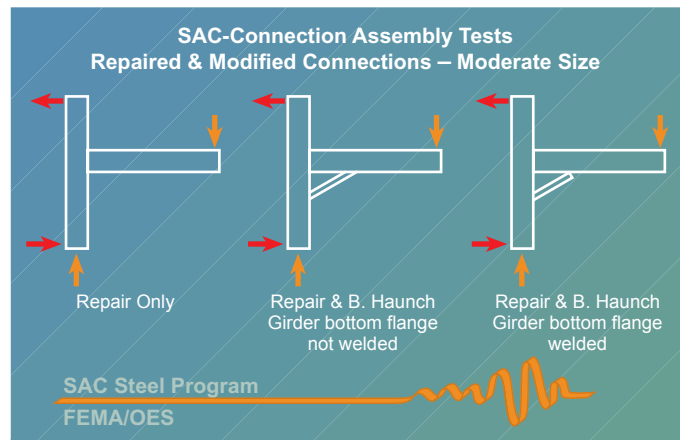 SAC-Connection Assembly Tests
Repaired & Modified Connections – Moderate Size
Repair Only
Repair & B. Haunch
Girder bottom flange
not welded
Repair & B. Haunch
Girder bottom flange
welded
SAC Steel Program
FEMA/OES